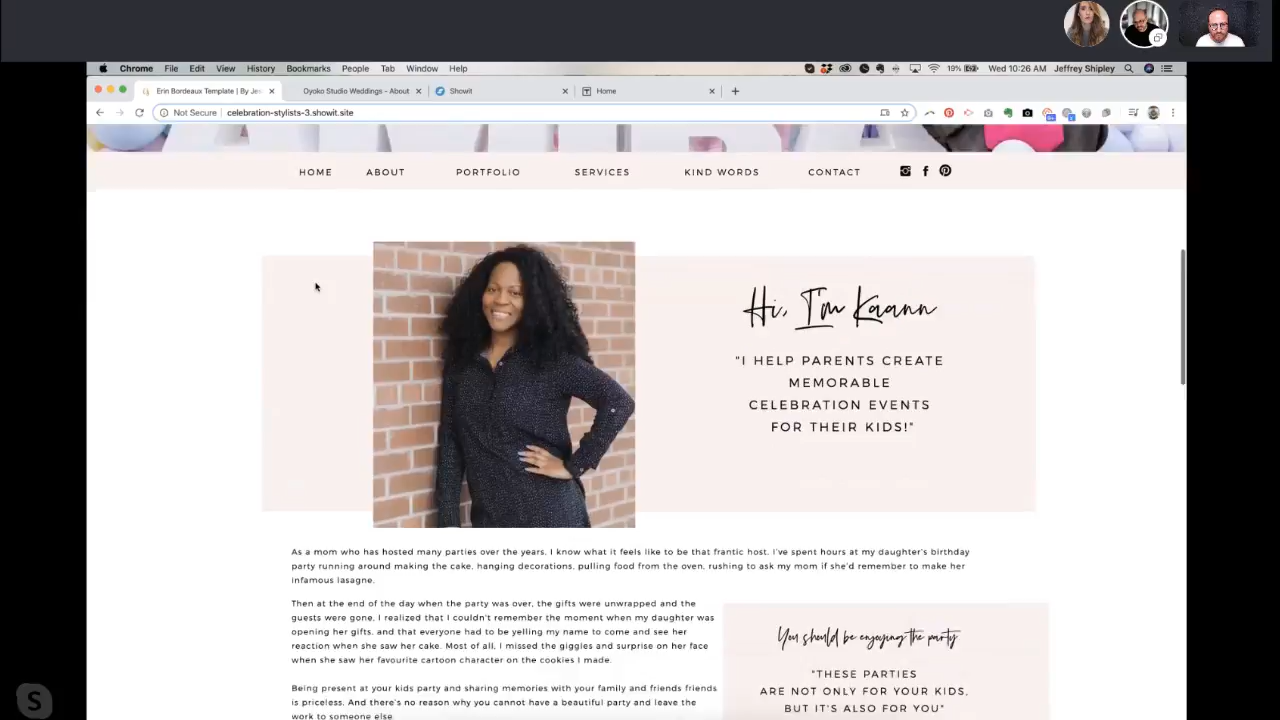 Chrome File Edit View History Bookmarks People Tab Window Help 19% Wed 10:26 AM Jeffrey Shipley
Erin Bordeaux Template | By Jes Oyoko Studio Weddings - About Showit Home
Not Secure celebration-stylists-3.showit.site
HOME ABOUT PORTFOLIO SERVICES KIND WORDS CONTACT
Hi, I'm Kaann
"I HELP PARENTS CREATE
MEMORABLE
CELEBRATION EVENTS
FOR THEIR KIDS!"
As a mom who has hosted many parties over the years, I know what it feels like to be that frantic host. I've spent hours at my daughter's birthday
party running around making the cake, hanging decorations, pulling food from the oven, rushing to ask my mom if she'd remember to make her
infamous lasagne.
Then at the end of the day when the party was over, the gifts were unwrapped and the
guests were gone, I realized that I couldn't remember the moment when my daughter was
opening her gifts, and that everyone had to be yelling my name to come and see her
reaction when she saw her cake. Most of all, I missed the giggles and surprise on her face
when she saw her favourite cartoon character on the cookies I made.
Being present at your kids party and sharing memories with your family and friends friends
is priceless. And there's no reason why you cannot have a beautiful party and leave the
work to someone else.
You should be enjoying the party
"THESE PARTIES
ARE NOT ONLY FOR YOUR KIDS,
BUT IT'S ALSO FOR YOU"
S